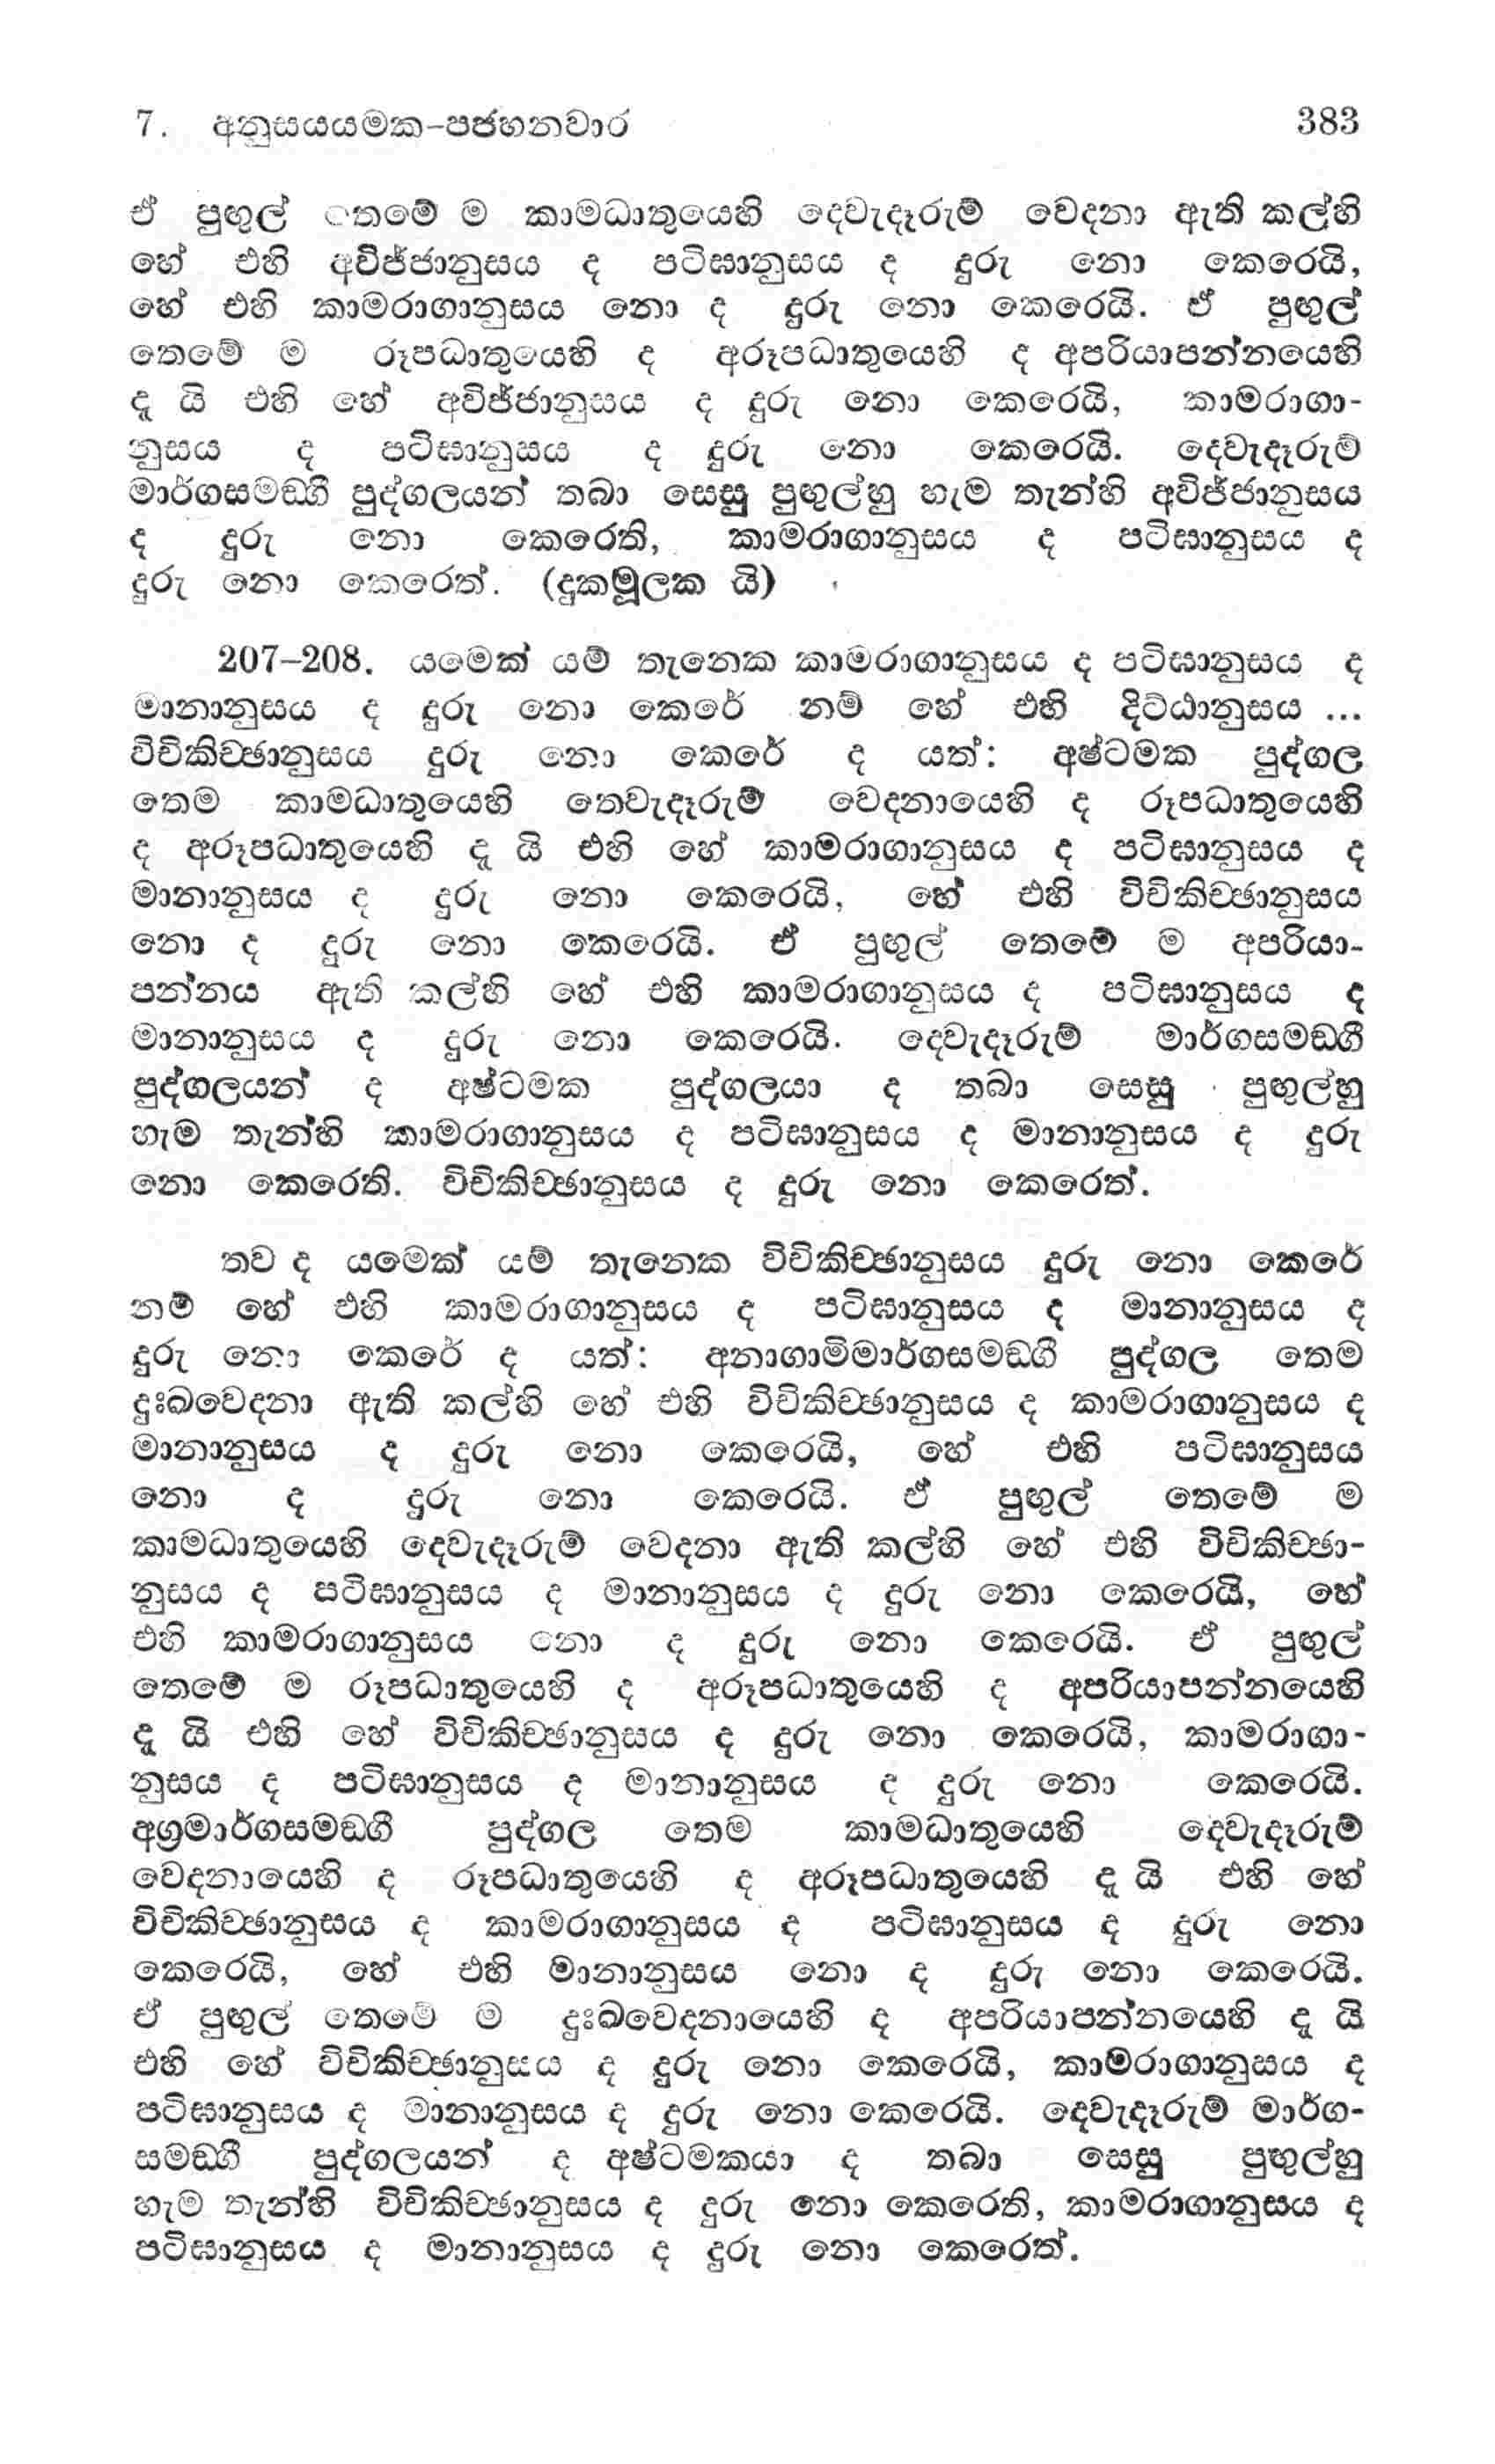 7. අනුසයයමක-පජහනවාර 383
ඒ පුඟුල් තෙමේ ම කාමධාතුයෙහි දෙවැදෑරුම් වෙදනා ඇති කල්හි
හේ එහි අවිජ්ජානුසය ද පටිඝානුසය ද දුරු නො කෙරෙයි,
හේ එහි කාමරාගානුසය නො ද දුරු නො කෙරෙයි. ඒ පුඟුල්
තෙමේ ම රූපධාතුයෙහි ද අරූපධාතුයෙහි ද අපරියාපන්නයෙහි
දැ යි එහි හේ අවිජ්ජානුසය ද දුරු නො කෙරෙයි, කාමරාගා-
නුසය ද පටිඝානුසය ද දුරු නො කෙරෙයි. දෙවැදෑරුම්
මාර්ගසමඞ්ගී පුද්ගලයන් තබා සෙසු පුඟුල්හු හැම තැන්හි අවිජ්ජානුසය
ද දුරු නො කෙරෙති, කාමරාගානුසය ද පටිඝානුසය ද
දුරු නො කෙරෙත්. (දුකමූලක යි)
207–208. යමෙක් යම් තැනෙක කාමරාගානුසය ද පටිඝානුසය ද
මානානුසය ද දුරු නො කෙරේ නම් හේ එහි දිට්ඨානුසය ...
විචිකිච්ඡානුසය දුරු නො කෙරේ ද යත්: අෂ්ටමක පුද්ගල
තෙම කාමධාතුයෙහි තෙවැදෑරුම් වෙදනායෙහි ද රූපධාතුයෙහි
ද අරූපධාතුයෙහි දැ යි එහි හේ කාමරාගානුසය ද පටිඝානුසය ද
මානානුසය ද දුරු නො කෙරෙයි, හේ එහි විචිකිච්ඡානුසය
නො ද දුරු නො කෙරෙයි. ඒ පුඟුල් තෙමේ ම අපරියා-
පන්නය ඇති කල්හි හේ එහි කාමරාගානුසය ද පටිඝානුසය ද
මානානුසය ද දුරු නො කෙරෙයි. දෙවැදෑරුම් මාර්ගසමඞ්ගී
පුද්ගලයන් ද අෂ්ටමක පුද්ගලයා ද තබා සෙසු පුඟුල්හු
හැම තැන්හි කාමරාගානුසය ද පටිඝානුසය ද මානානුසය ද දුරු
නො කෙරෙති. විචිකිච්ඡානුසය ද දුරු නො කෙරෙත්.
තව ද යමෙක් යම් තැනෙක විචිකිච්ඡානුසය දුරු නො කෙරේ
නම් හේ එහි කාමරාගානුසය ද පටිඝානුසය ද මානානුසය ද
දුරු නො කෙරේ ද යත්: අනාගාමිමාර්ගසමඞ්ගී පුද්ගල තෙම
දුඃඛවෙදනා ඇති කල්හි හේ එහි විචිකිච්ඡානුසය ද කාමරාගානුසය ද
මානානුසය ද දුරු නො කෙරෙයි, හේ එහි පටිඝානුසය
නො ද දුරු නො කෙරෙයි. ඒ පුඟුල් තෙමේ ම
කාමධාතුයෙහි දෙවැදෑරුම් වෙදනා ඇති කල්හි හේ එහි විචිකිච්ඡා-
නුසය ද පටිඝානුසය ද මානානුසය ද දුරු නො කෙරෙයි, හේ
එහි කාමරාගානුසය නො ද දුරු නො කෙරෙයි. ඒ පුඟුල්
තෙමේ ම රූපධාතුයෙහි ද අරූපධාතුයෙහි ද අපරියාපන්නයෙහි
දැ යි එහි හේ විචිකිච්ඡානුසය ද දුරු නො කෙරෙයි, කාමරාගා-
නුසය ද පටිඝානුසය ද මානානුසය ද දුරු නො කෙරෙයි.
අග්‍රමාර්ගසමඞ්ගී පුද්ගල තෙම කාමධාතුයෙහි දෙවැදෑරුම්
වෙදනායෙහි ද රූපධාතුයෙහි ද අරූපධාතුයෙහි දැ යි එහි හේ
විචිකිච්ඡානුසය ද කාමරාගානුසය ද පටිඝානුසය ද දුරු නො
කෙරෙයි, හේ එහි මානානුසය නො ද දුරු නො කෙරෙයි.
ඒ පුඟුල් තෙමේ ම දුඃඛවෙදනායෙහි ද අපරියාපන්නයෙහි දැ යි
එහි හේ විචිකිච්ඡානුසය ද දුරු නො කෙරෙයි, කාමරාගානුසය ද
පටිඝානුසය ද මානානුසය ද දුරු නො කෙරෙයි. දෙවැදෑරුම් මාර්ග-
සමඞ්ගී පුද්ගලයන් ද අෂ්ටමකයා ද තබා සෙසු පුඟුල්හු
හැම තැන්හි විචිකිච්ඡානුසය ද දුරු නො කෙරෙති, කාමරාගානුසය ද
පටිඝානුසය ද මානානුසය ද දුරු නො කෙරෙත්.